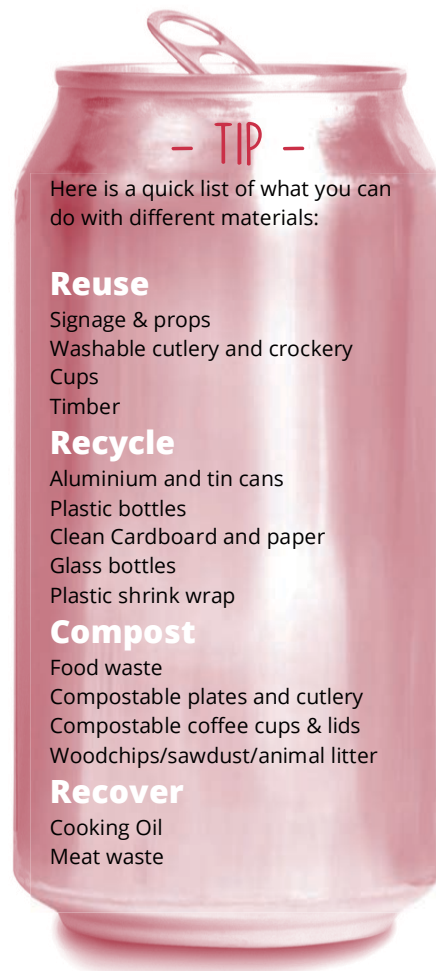 – TIP –
Here is a quick list of what you can
do with different materials:
Reuse
Signage & props
Washable cutlery and crockery
Cups
Timber
Recycle
Aluminium and tin cans
Plastic bottles
Clean Cardboard and paper
Glass bottles
Plastic shrink wrap
Compost
Food waste
Compostable plates and cutlery
Compostable coffee cups & lids
Woodchips/sawdust/animal litter
Recover
Cooking Oil
Meat waste